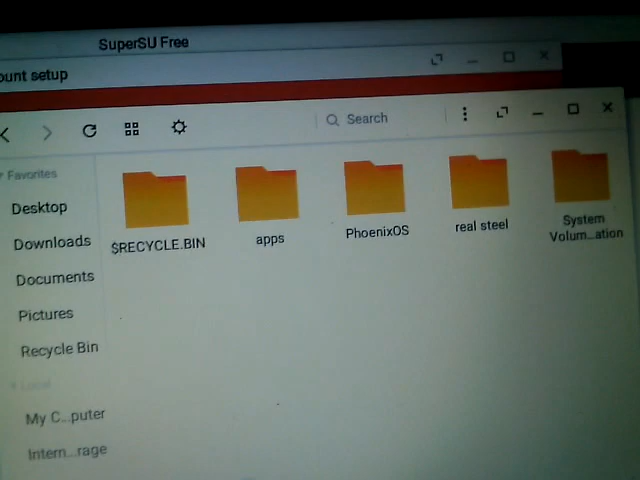 SuperSU Free
ount setup
Search
Favorites
Desktop
Downloads
Documents
Pictures
Recycle Bin
Local
My C...puter
Intern...rage
$RECYCLE.BIN
apps
PhoenixOS
real steel
System
Volum...ation